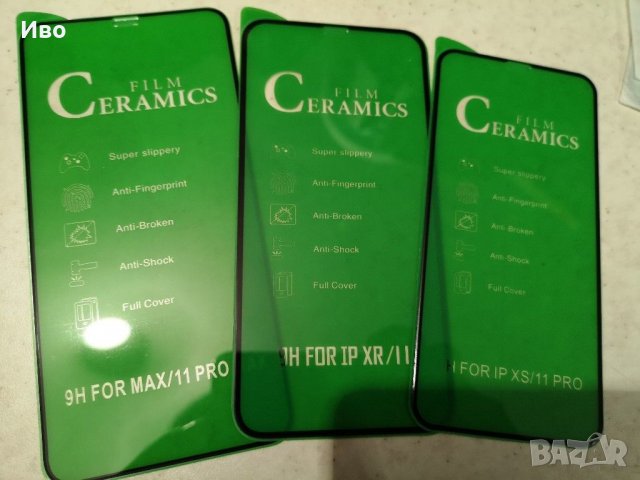 Иво
FILM
CERAMICS
Super slippery
Anti-Fingerprint
Anti-Broken
Anti-Shock
Full Cover
9H FOR MAX/11 PRO
FILM
CERAMICS
Super slippery
Anti-Fingerprint
Anti-Broken
Anti-Shock
Full Cover
9H FOR IP XR/11
FILM
CERAMICS
Super slippery
Anti-Fingerprint
Anti-Broken
Anti-Shock
Full Cover
H FOR IP XS/11 PRO
BAZAR